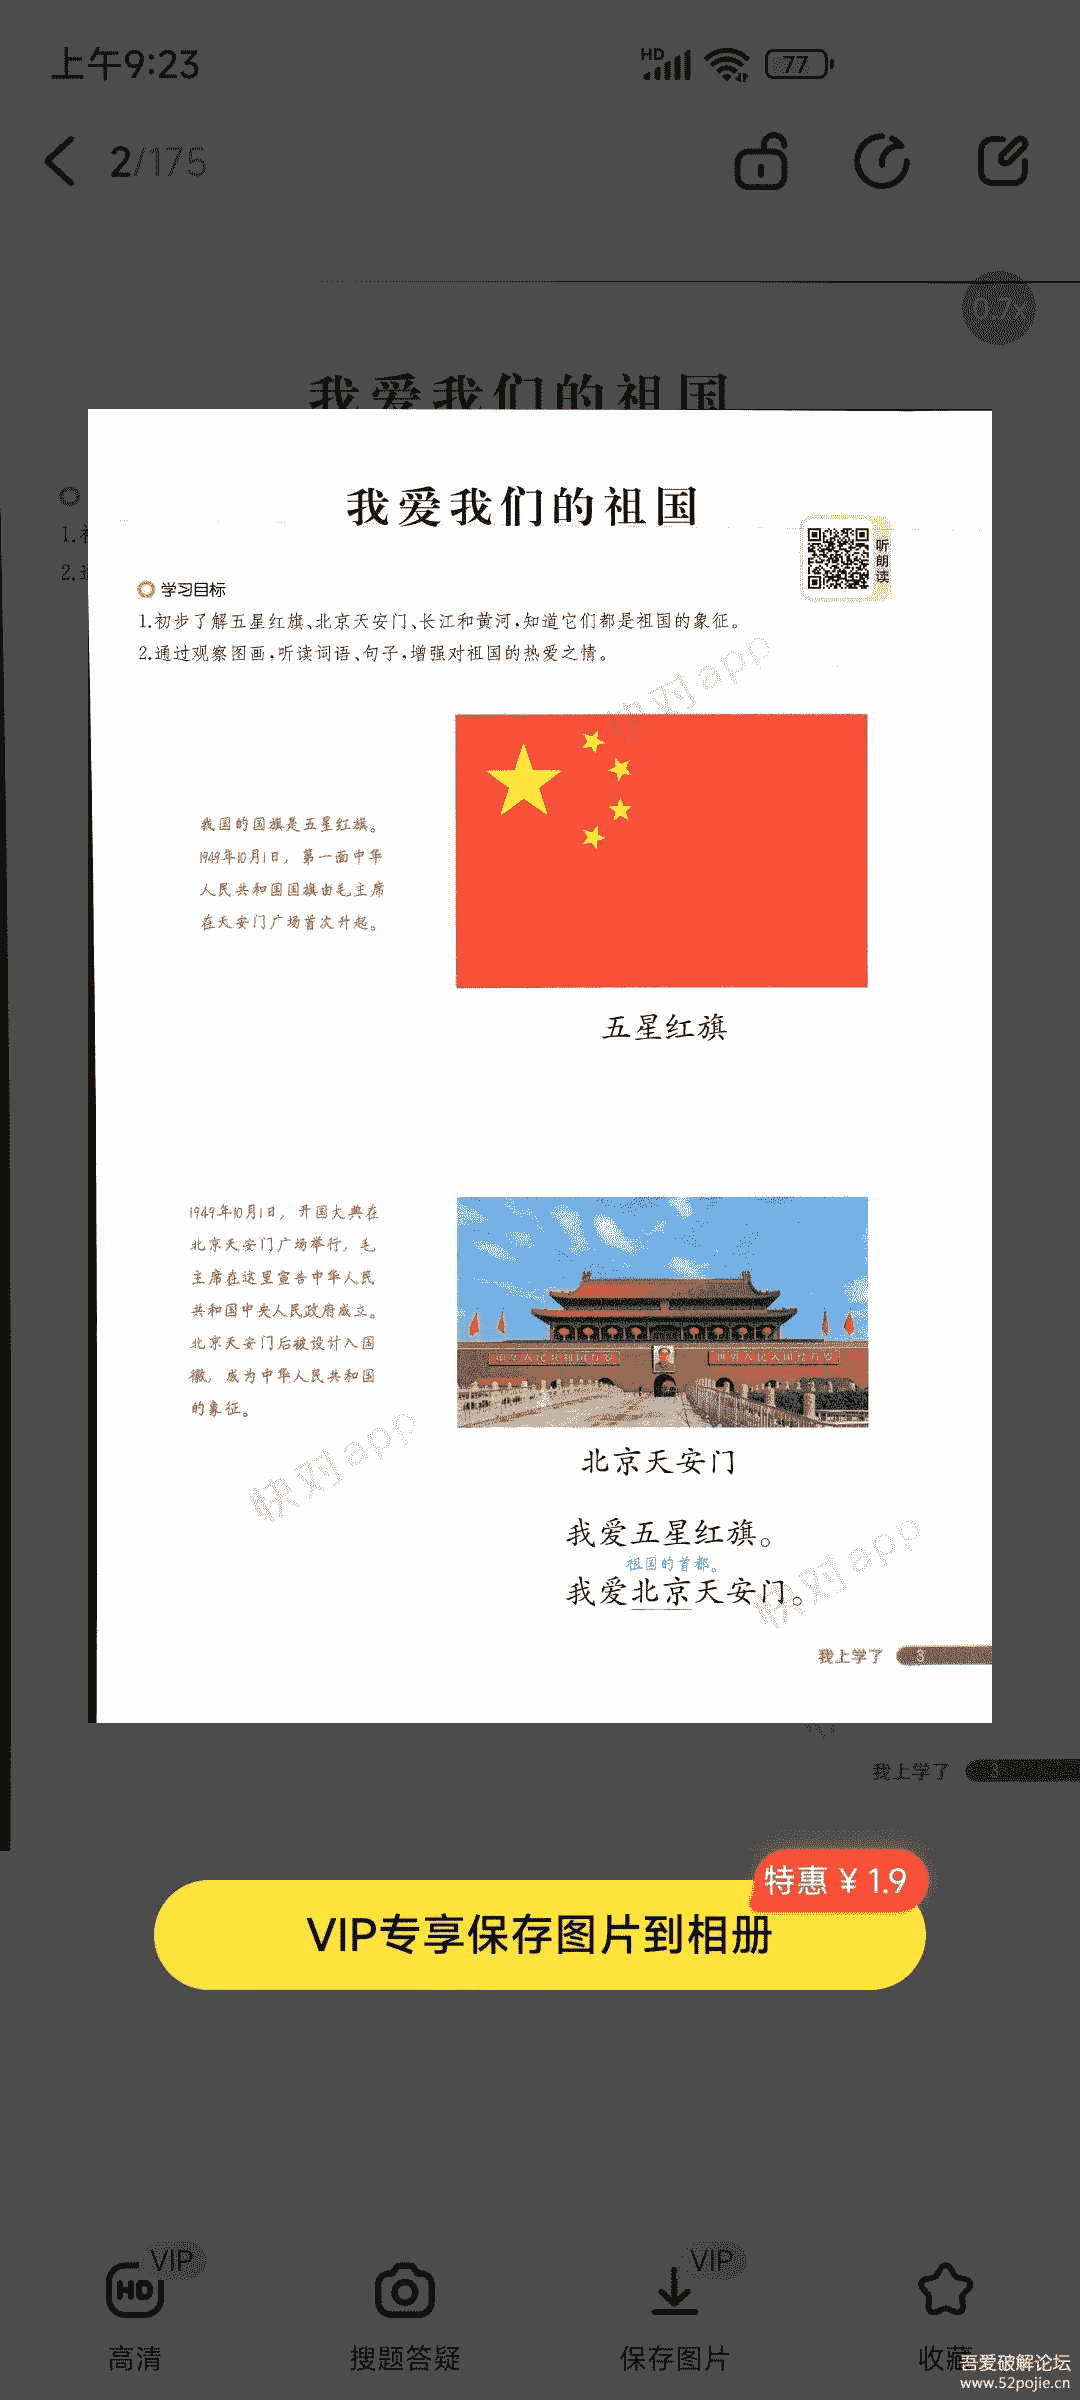 上午9:23
HD
77
2/175
0.7x
我爱我们的祖国
1.
2.
我爱我们的祖国
听朗读
学习目标
1.初步了解五星红旗、北京天安门、长江和黄河,知道它们都是祖国的象征。
2.通过观察图画,听读词语、句子,增强对祖国的热爱之情。
快对app
我国的国旗是五星红旗。
1949年10月1日，第一面中华
人民共和国国旗由毛主席
在天安门广场首次升起。
五星红旗
1949年10月1日，开国大典在
北京天安门广场举行，毛
主席在这里宣告中华人民
共和国中央人民政府成立。
北京天安门后被设计入国
徽，成为中华人民共和国
的象征。
北京天安门
快对app
我爱五星红旗。
祖国的首都。
我爱北京天安门。
快对app
我上学了 3
我上学了 3
特惠 ¥ 1.9
VIP专享保存图片到相册
VIP
VIP
HD
高清
搜题答疑
保存图片
收藏
吾爱破解论坛
www.52pojie.cn